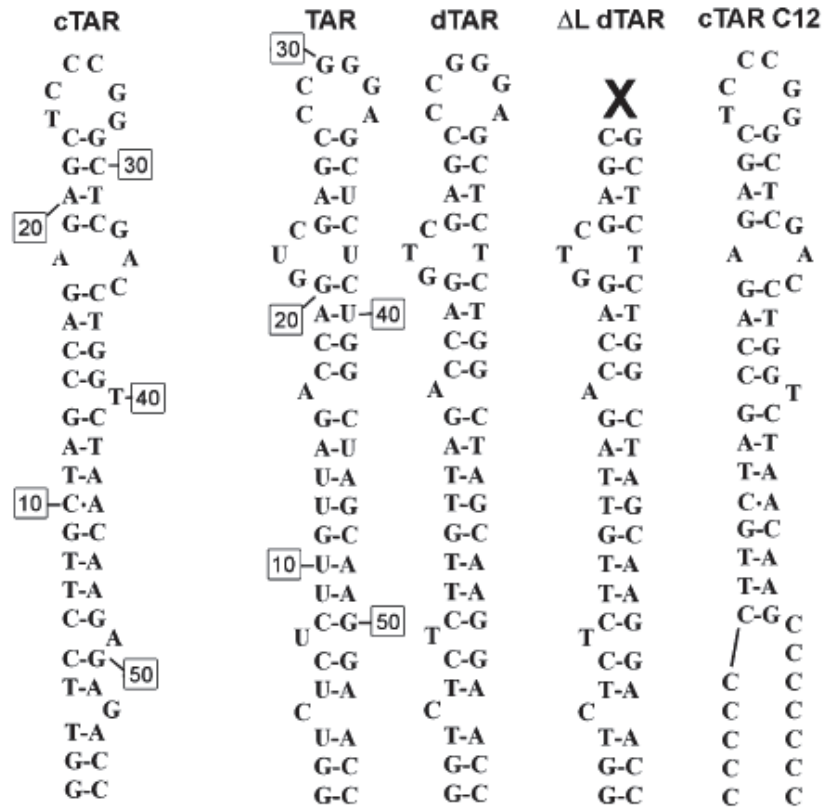 cTAR
C C
C G
T G
C-G
G-C 30
A-T
20
G-C G
A A
G-C C
A-T
C-G
C-G
T 40
G-C
A-T
T-A
10 C·A
G-C
T-A
T-A
C-G
A
C-G
50
T-A
G
T-A
G-C
G-C
TAR
30
G G
C G
C A
C-G
G-C
A-U
C G-C
U U
G G-C
20
A-U 40
C-G
C-G
A
G-C
A-U
U-A
U-G
G-C
10 U-A
U-A
U C-G 50
C-G
U-A
C
U-A
G-C
G-C
dTAR
G G
C G
C A
C-G
G-C
A-T
C G-C
T T
G G-C
A-T
C-G
C-G
A
G-C
A-T
T-A
T-G
G-C
T-A
T-A
T C-G
C-G
T-A
C
T-A
G-C
G-C
ΔL dTAR
X
C-G
G-C
A-T
C G-C
T T
G G-C
A-T
C-G
C-G
A
G-C
A-T
T-A
T-G
G-C
T-A
T-A
T C-G
C-G
T-A
C
T-A
G-C
G-C
cTAR C12
C C
C G
T G
C-G
G-C
A-T
G-C G
A A
G-C C
A-T
C-G
C-G
T
G-C
A-T
T-A
C·A
G-C
T-A
T-A
C-G C
C
C C
C C
C C
C C
C C